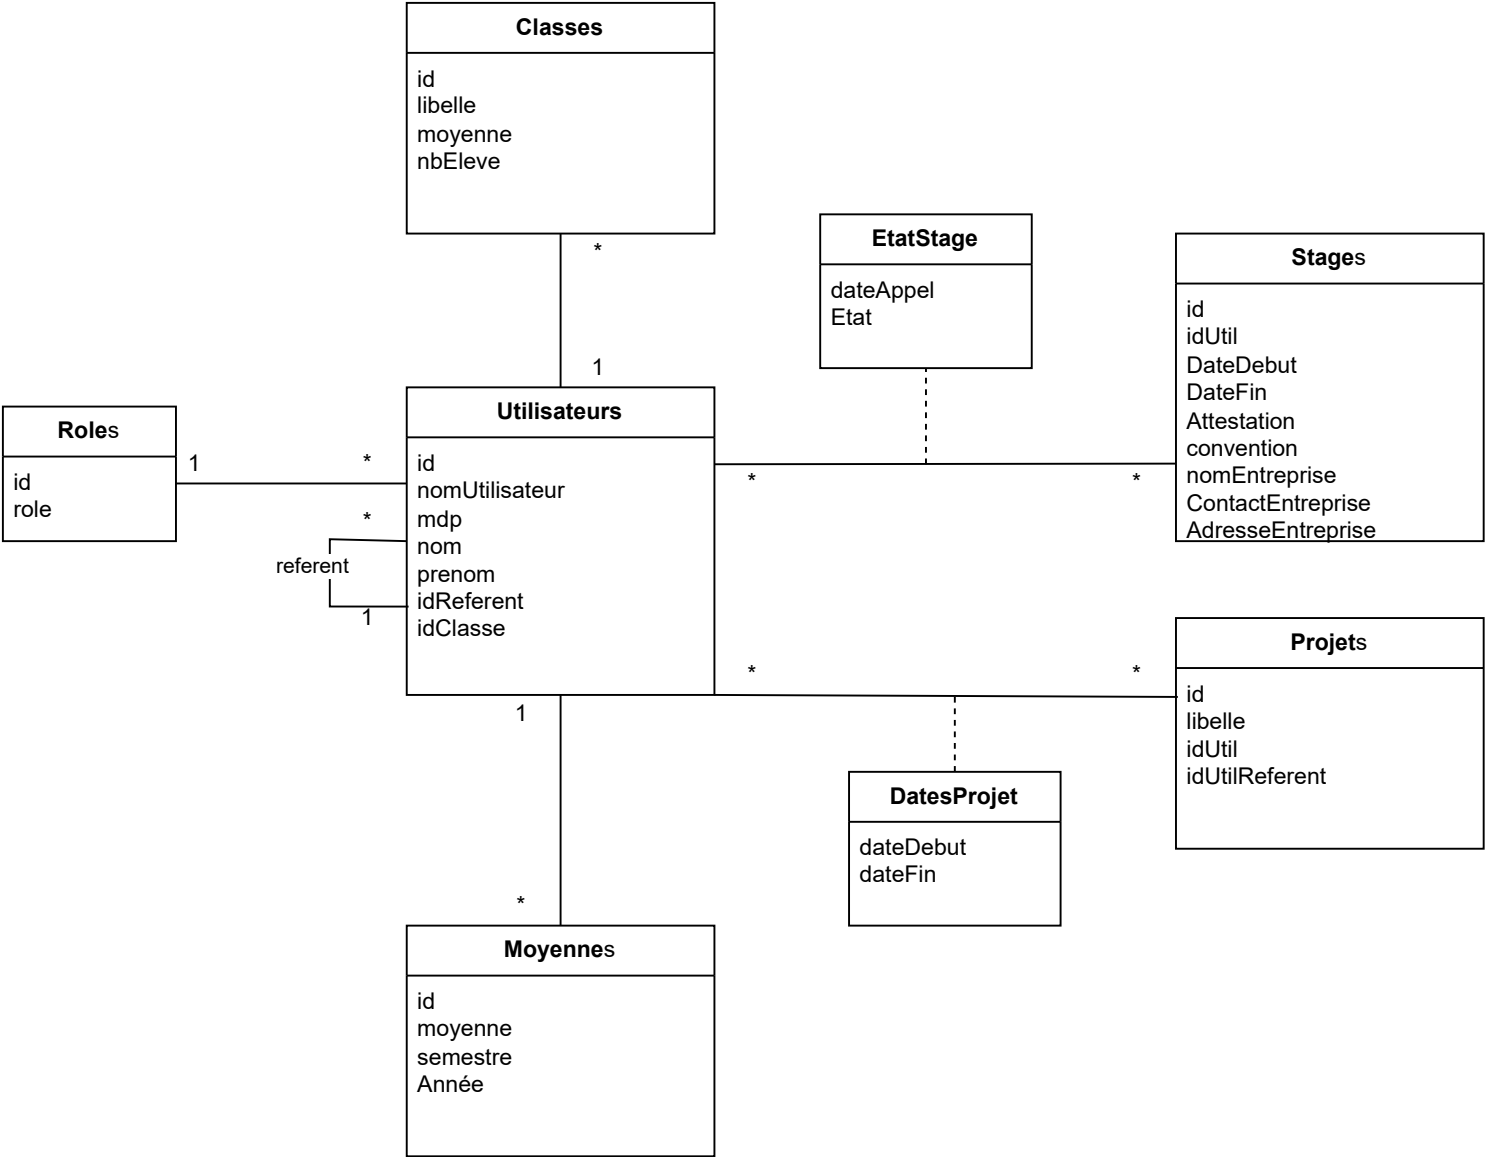 Classes
id
libelle
moyenne
nbEleve
*
1
EtatStage
dateAppel
Etat
Stages
id
idUtil
DateDebut
DateFin
Attestation
convention
nomEntreprise
ContactEntreprise
AdresseEntreprise
Roles
id
role
1
*
*
referent
1
Utilisateurs
id
nomUtilisateur
mdp
nom
prenom
idReferent
idClasse
*
*
*
*
Projets
id
libelle
idUtil
idUtilReferent
DatesProjet
dateDebut
dateFin
1
*
Moyennes
id
moyenne
semestre
Année